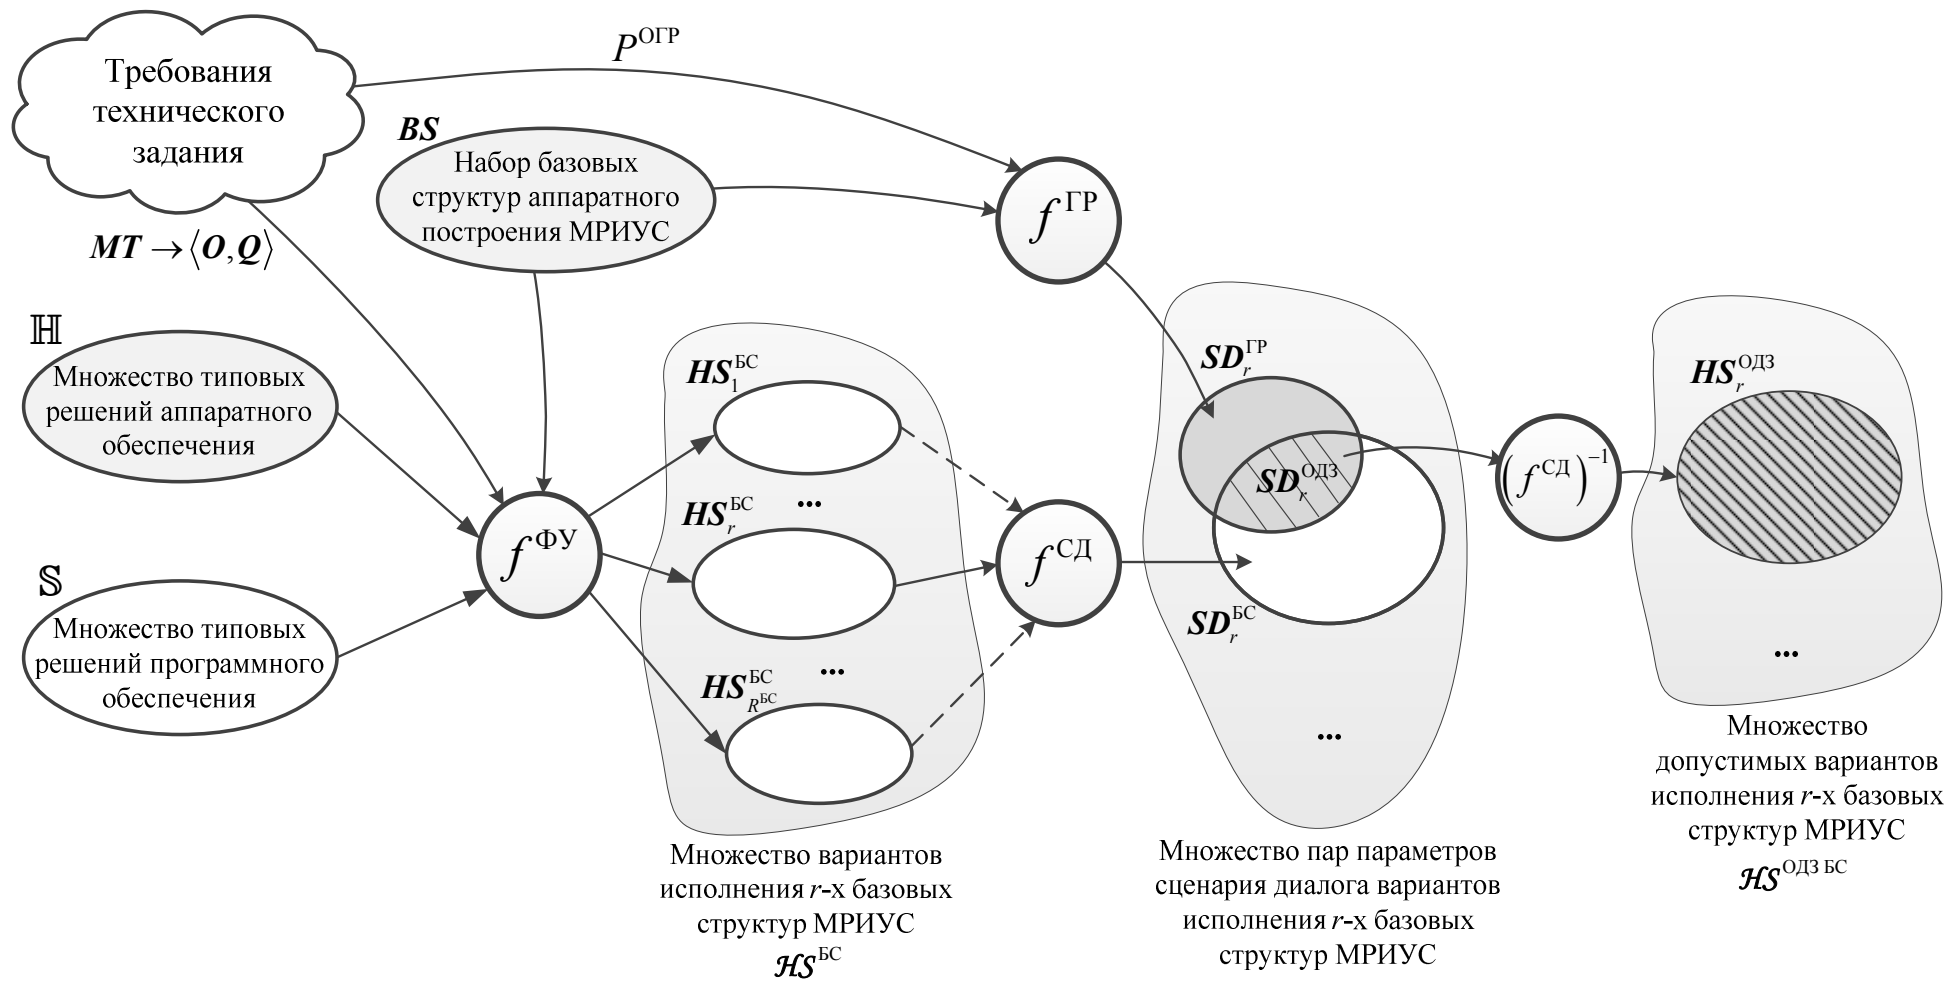 Требования
технического
задания
P^ОГР
BS
Набор базовых
структур аппаратного
построения МРИУС
f^ГР
MT → ⟨O, Q⟩
ℍ
Множество типовых
решений аппаратного
обеспечения
𝕊
Множество типовых
решений программного
обеспечения
f^ФУ
HS_1^БС
...
HS_r^БС
...
HS_{R^БС}^БС
Множество вариантов
исполнения r-х базовых
структур МРИУС
ℋS^БС
f^СД
SD_r^ГР
SD_r^ОДЗ
SD_r^БС
...
Множество пар параметров
сценария диалога вариантов
исполнения r-х базовых
структур МРИУС
(f^СД)^−1
HS_r^ОДЗ
...
Множество
допустимых вариантов
исполнения r-х базовых
структур МРИУС
ℋS^ОДЗ БС